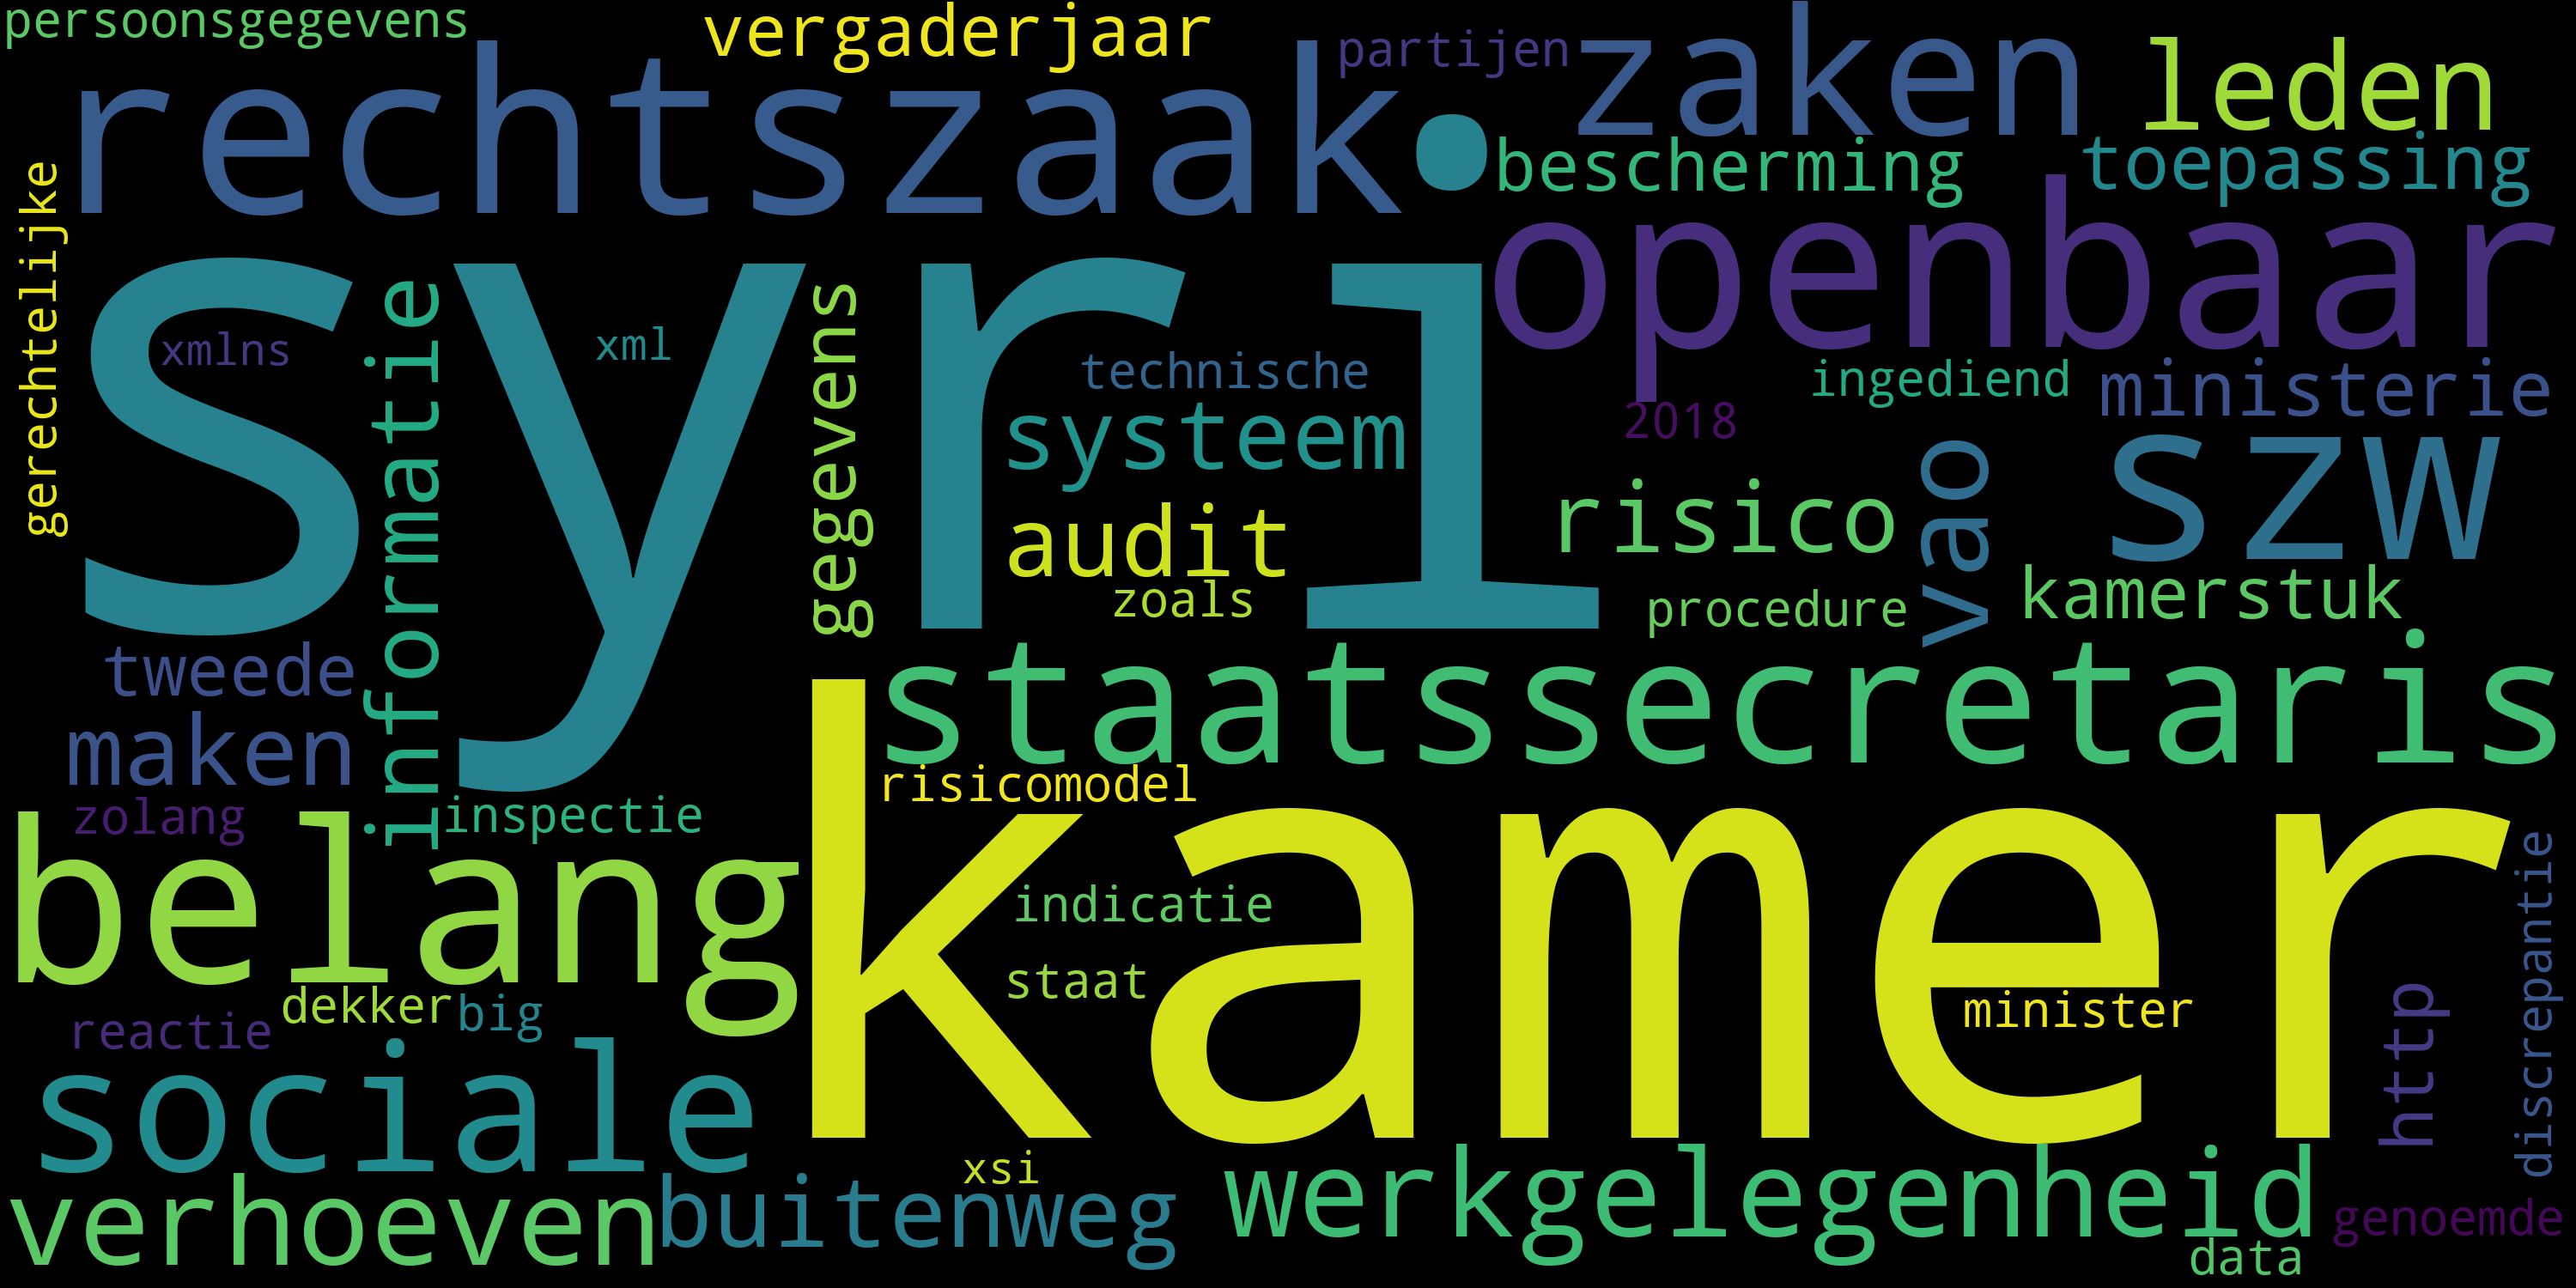 persoonsgegevens
vergaderjaar
partijen
zaken
leden
rechtszaak
•
bescherming
toepassing
gerechtelijke
openbaar
syri
informatie
gegevens
xmlns
xml
technische
systeem
ingediend
ministerie
2018
szw
vao
audit
risico
zoals
procedure
kamerstuk
tweede
staatssecretaris
maken
risicomodel
zolang
inspectie
belang
kamer
indicatie
staat
discrepantie
dekker
big
minister
http
reactie
sociale
xsi
werkgelegenheid
verhoeven
buitenweg
genoemde
data